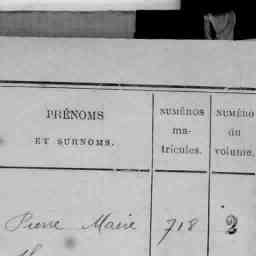 PRÉNOMS
ET SURNOMS.
NUMÉROS
ma-
tricules.
NUMÉRO
du
volume.
Pierre Marie 718 2